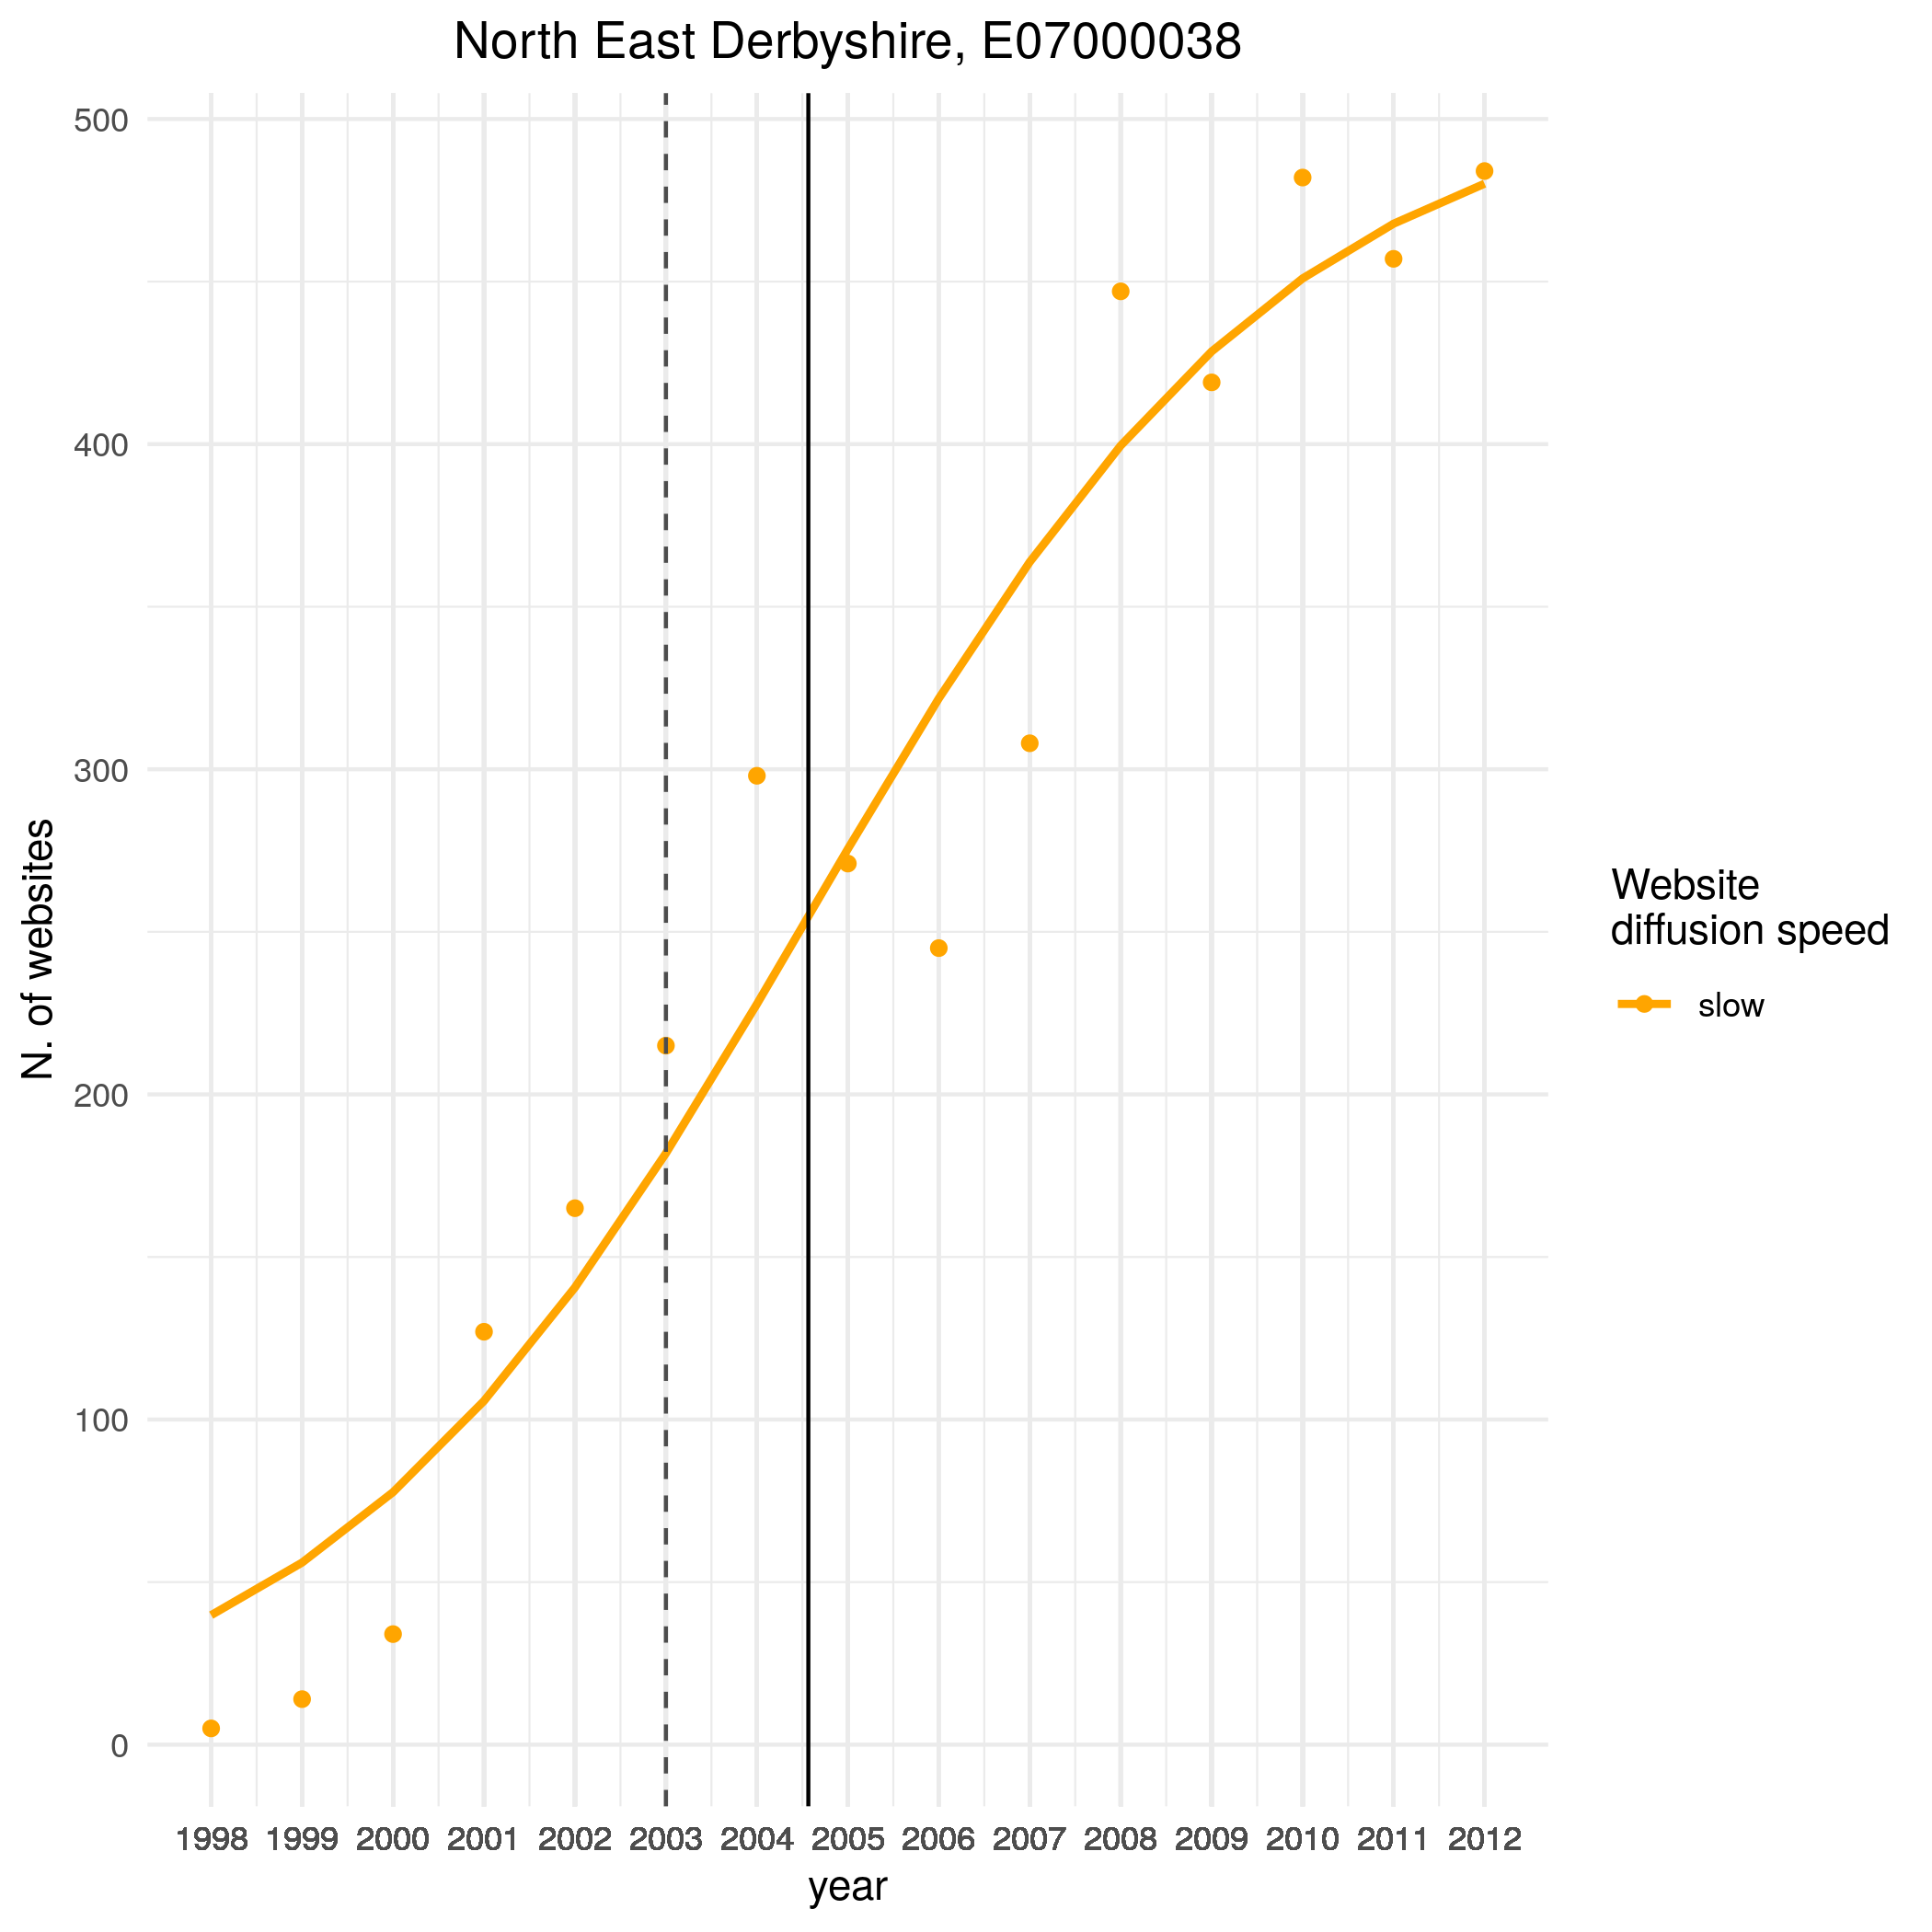 North East Derbyshire, E07000038
500
400
300
200
100
0
N. of websites
1998 1999 2000 2001 2002 2003 2004 2005 2006 2007 2008 2009 2010 2011 2012
year
Website
diffusion speed
slow